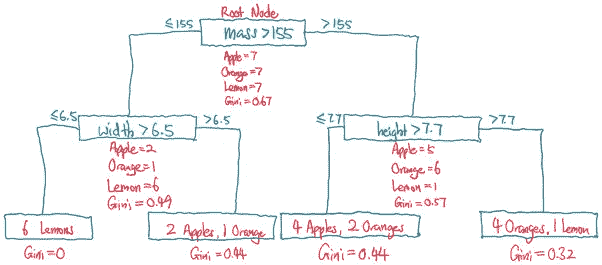 Root Node
≤155
mass > 155
>155
Apple = 7
Orange = 7
Lemon = 7
Gini = 0.67
≤6.5
width > 6.5
>6.5
Apple = 2
Orange = 1
Lemon = 6
Gini = 0.49
≤7.7
height > 7.7
>7.7
Apple = 5
Orange = 6
Lemon = 1
Gini = 0.57
6 Lemons
Gini = 0
2 Apples, 1 Orange
Gini = 0.44
4 Apples, 2 Oranges
Gini = 0.44
4 Oranges, 1 Lemon
Gini = 0.32